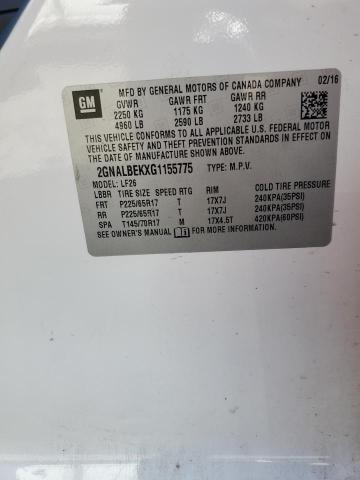 GM
MFD BY GENERAL MOTORS OF CANADA COMPANY 02/16
GVWR GAWR FRT GAWR RR
2250 KG 1175 KG 1240 KG
4960 LB 2590 LB 2733 LB
THIS VEHICLE CONFORMS TO ALL APPLICABLE U.S. FEDERAL MOTOR
VEHICLE SAFETY AND THEFT PREVENTION STANDARDS IN EFFECT ON
THE DATE OF MANUFACTURE SHOWN ABOVE.
2GNALBEKXG1155775 TYPE: M.P.V.
MODEL: LF26
LBBR TIRE SIZE SPEED RTG RIM COLD TIRE PRESSURE
FRT P225/65R17 T 17X7J 240KPA(35PSI)
RR P225/65R17 T 17X7J 240KPA(35PSI)
SPA T145/70R17 M 17X4.5T 420KPA(60PSI)
SEE OWNER'S MANUAL FOR MORE INFORMATION